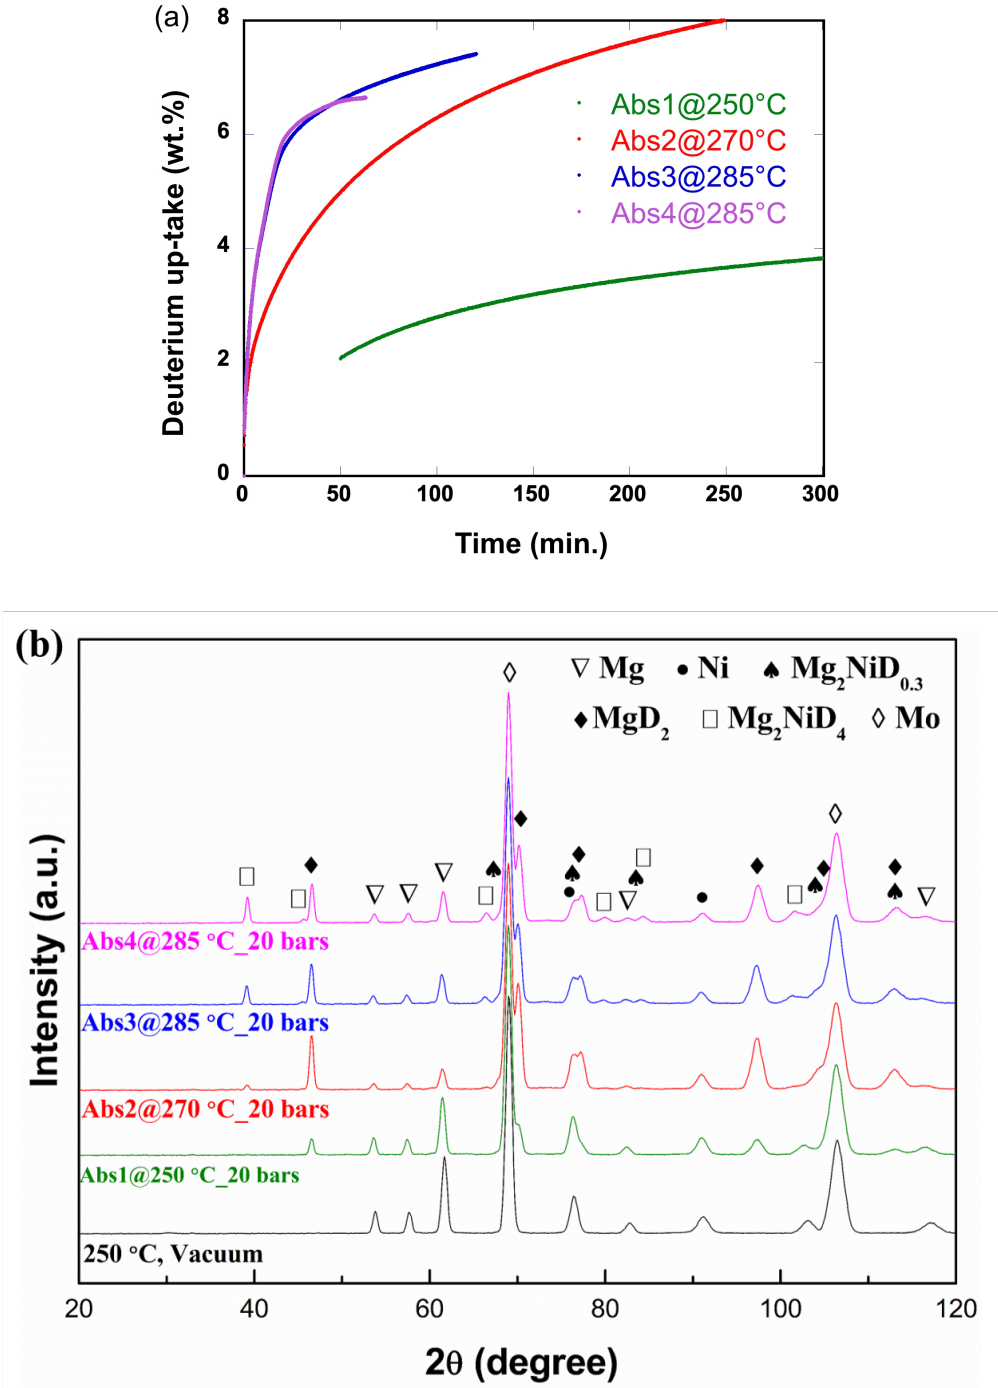 (a)
8
6
4
2
0
Deuterium up-take (wt.%)
Abs1@250°C
Abs2@270°C
Abs3@285°C
Abs4@285°C
0 50 100 150 200 250 300
Time (min.)
(b)
▽ Mg ● Ni ♠ Mg₂NiD₀.₃
♦ MgD₂ □ Mg₂NiD₄ ◊ Mo
Intensity (a.u.)
Abs4@285 °C_20 bars
Abs3@285 °C_20 bars
Abs2@270 °C_20 bars
Abs1@250 °C_20 bars
250 °C, Vacuum
20 40 60 80 100 120
2θ (degree)